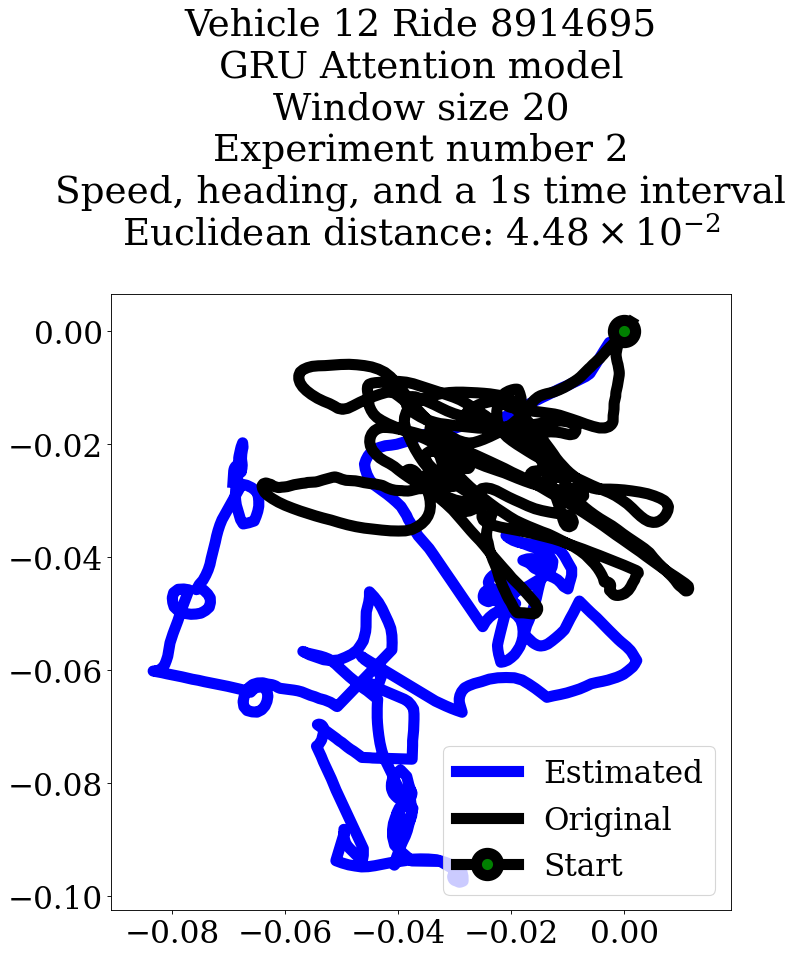 Vehicle 12 Ride 8914695
GRU Attention model
Window size 20
Experiment number 2
Speed, heading, and a 1s time interval
Euclidean distance: 4.48 × 10⁻²
0.00
−0.02
−0.04
−0.06
−0.08
−0.10
Estimated
Original
Start
−0.08 −0.06 −0.04 −0.02 0.00